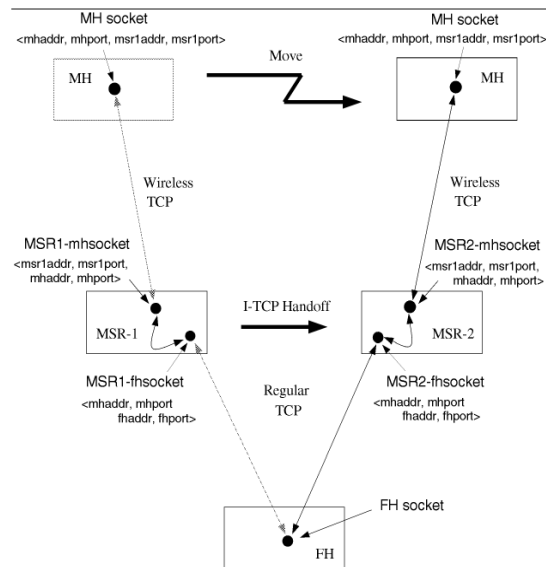 MH socket
<mhaddr, mhport, msr1addr, msr1port>
MH
Move
MH socket
<mhaddr, mhport, msr1addr, msr1port>
MH
Wireless
TCP
Wireless
TCP
MSR1-mhsocket
<msr1addr, msr1port,
mhaddr, mhport>
MSR2-mhsocket
<msr1addr, msr1port,
mhaddr, mhport>
MSR-1
I-TCP Handoff
MSR-2
MSR1-fhsocket
<mhaddr, mhport
fhaddr, fhport>
Regular
TCP
MSR2-fhsocket
<mhaddr, mhport
fhaddr, fhport>
FH socket
FH